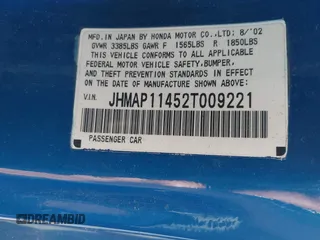 MFD.IN JAPAN BY HONDA MOTOR CO.,LTD. 8/'02
GVWR 3385LBS GAWR F 1565LBS R 1850LBS
THIS VEHICLE CONFORMS TO ALL APPLICABLE
FEDERAL MOTOR VEHICLE SAFETY,BUMPER,
AND THEFT PREVENTION STANDARDS IN EFFECT
ON THE DATE OF MANUFACTURE SHOWN ABOVE.
V.I.N. JHMAP11452T009221
PASSENGER CAR
DREAMBID